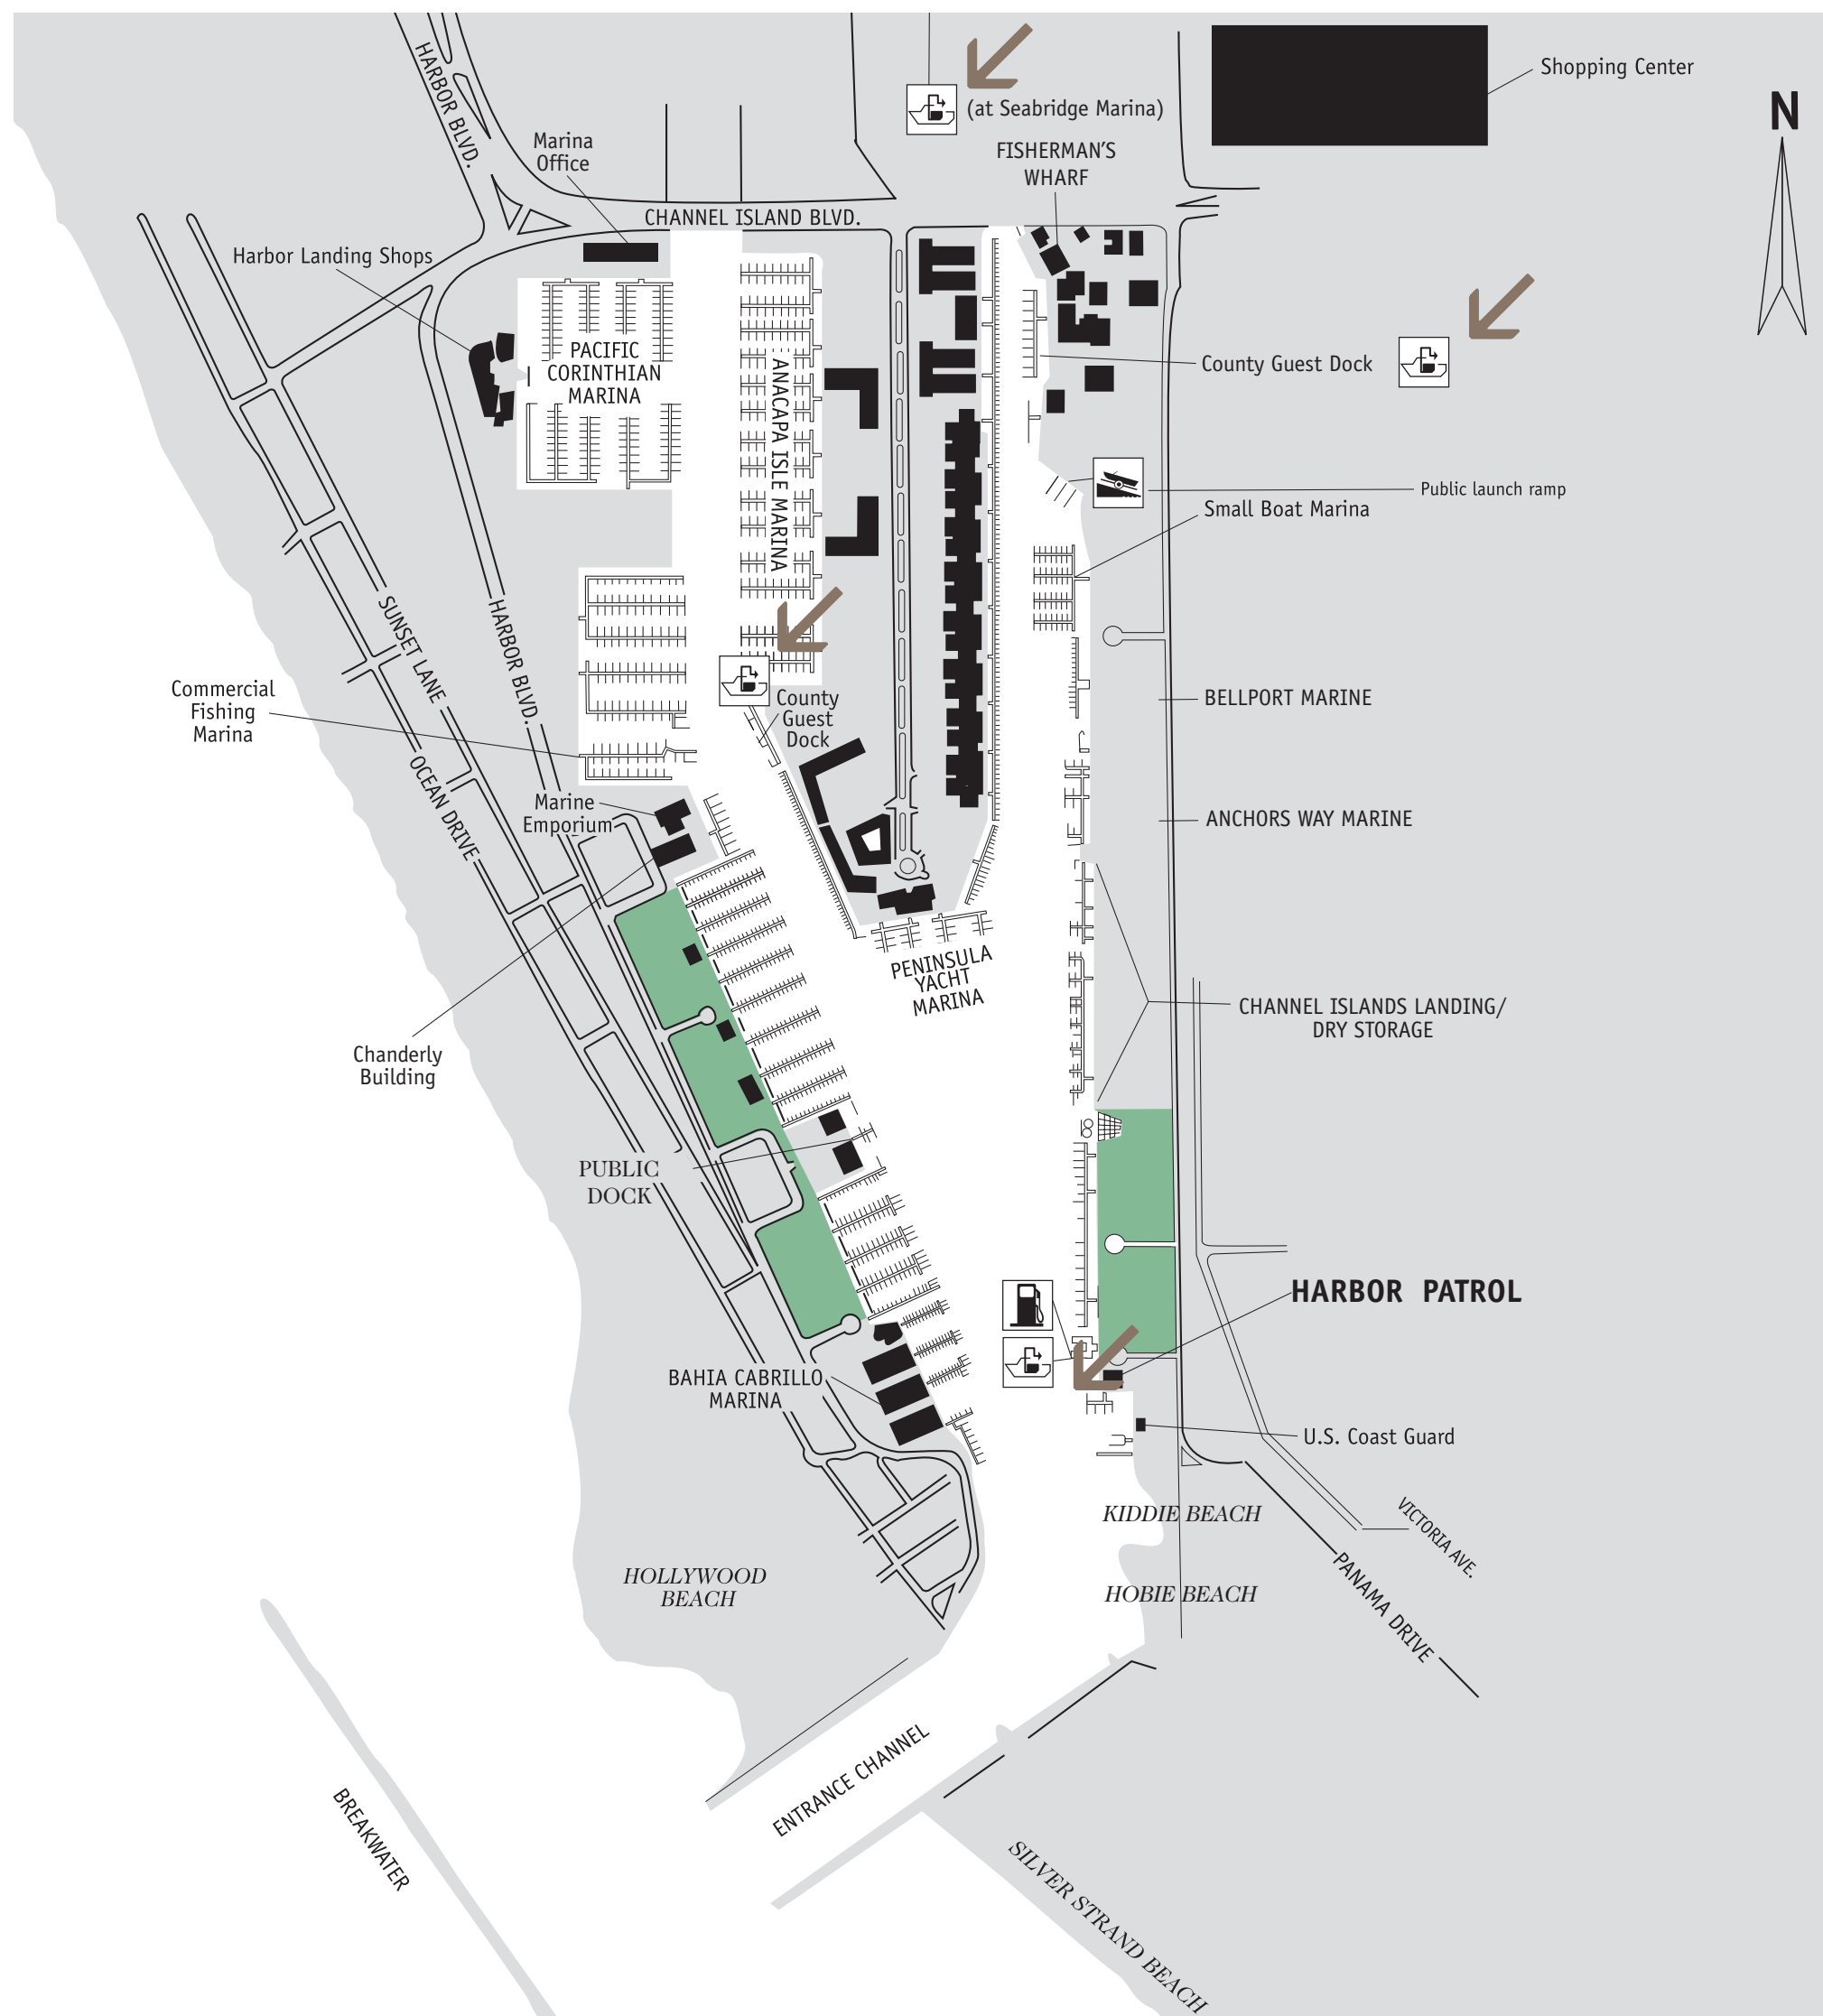 HARBOR BLVD.
(at Seabridge Marina)
Shopping Center
N
Marina
Office
FISHERMAN'S
WHARF
CHANNEL ISLAND BLVD.
Harbor Landing Shops
PACIFIC
CORINTHIAN
MARINA
ANACAPA ISLE MARINA
County Guest Dock
Public launch ramp
Small Boat Marina
SUNSET LANE
HARBOR BLVD.
Commercial
Fishing
Marina
County
Guest
Dock
BELLPORT MARINE
OCEAN DRIVE
Marine
Emporium
ANCHORS WAY MARINE
PENINSULA
YACHT
MARINA
CHANNEL ISLANDS LANDING/
DRY STORAGE
Chanderly
Building
PUBLIC
DOCK
HARBOR PATROL
BAHIA CABRILLO
MARINA
U.S. Coast Guard
KIDDIE BEACH
VICTORIA AVE.
HOLLYWOOD
BEACH
HOBIE BEACH
PANAMA DRIVE
ENTRANCE CHANNEL
BREAKWATER
SILVER STRAND BEACH